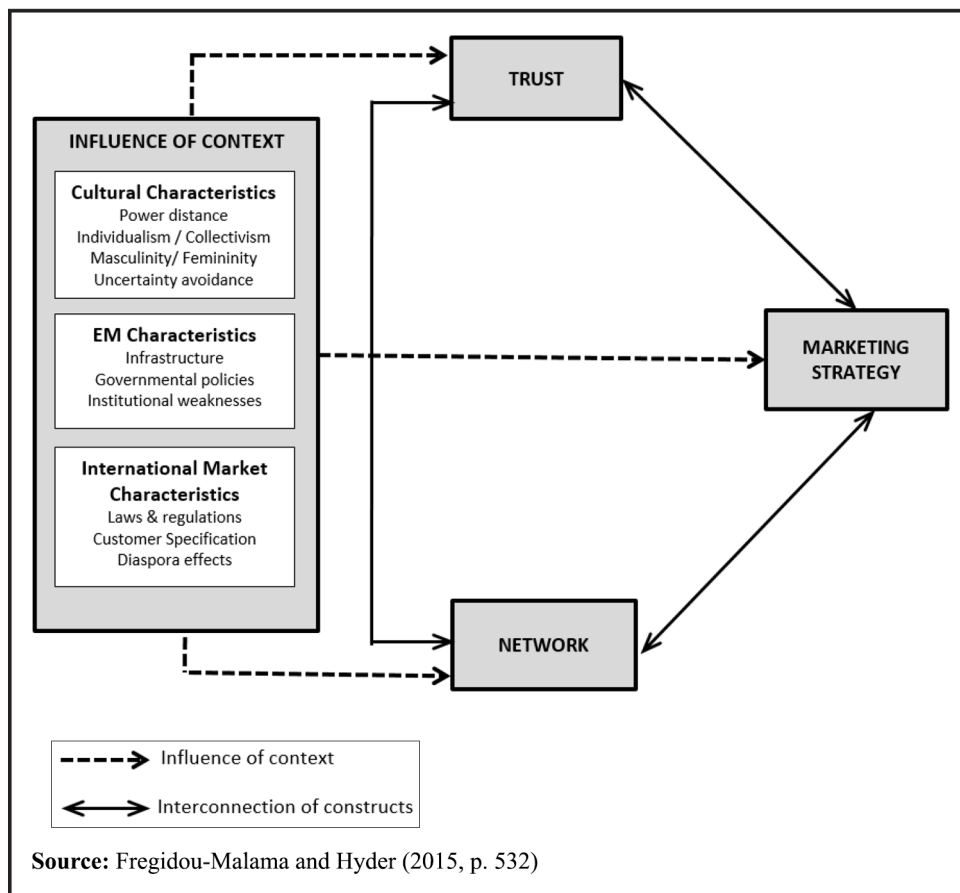 INFLUENCE OF CONTEXT
Cultural Characteristics
Power distance
Individualism / Collectivism
Masculinity/ Femininity
Uncertainty avoidance
EM Characteristics
Infrastructure
Governmental policies
Institutional weaknesses
International Market
Characteristics
Laws & regulations
Customer Specification
Diaspora effects
TRUST
MARKETING
STRATEGY
NETWORK
Influence of context
Interconnection of constructs
Source: Fregidou-Malama and Hyder (2015, p. 532)